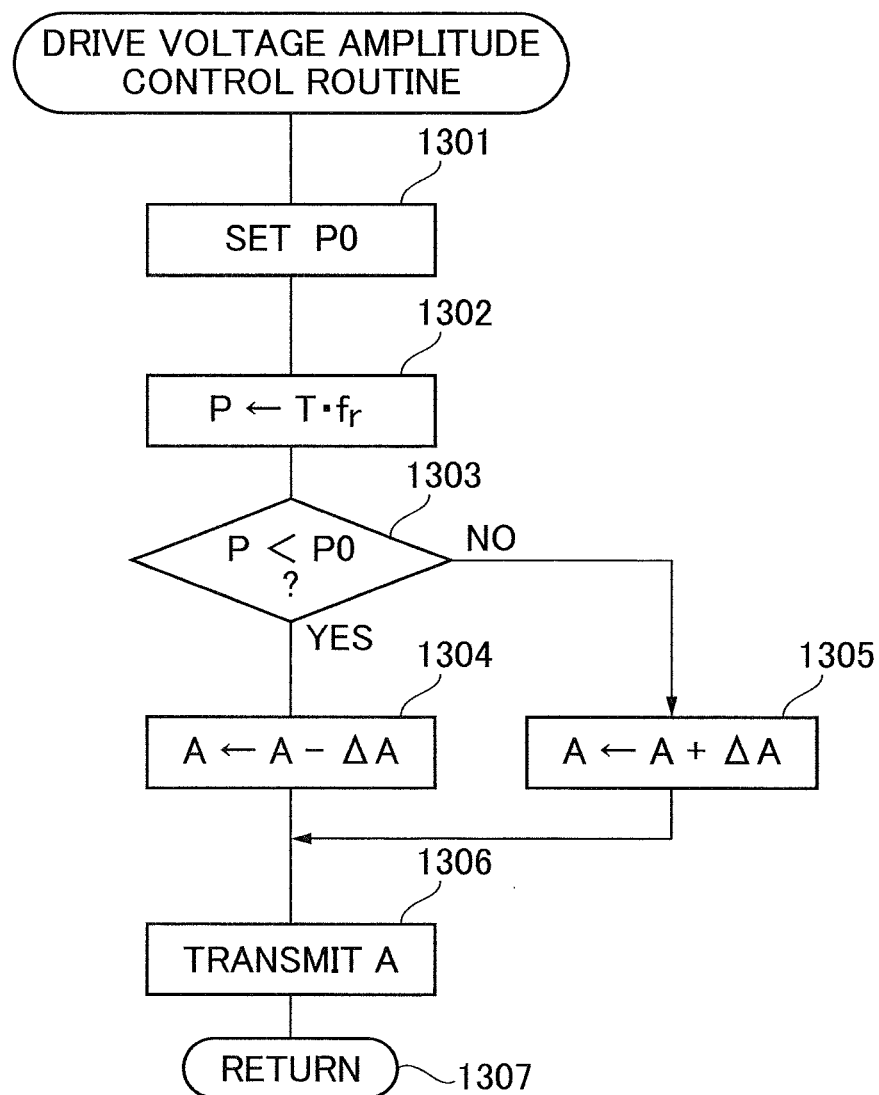 DRIVE VOLTAGE AMPLITUDE
CONTROL ROUTINE
1301
SET P0
1302
P ← T·fr
1303
P < P0
?
NO
YES
1304
A ← A - ΔA
1305
A ← A + ΔA
1306
TRANSMIT A
RETURN
1307